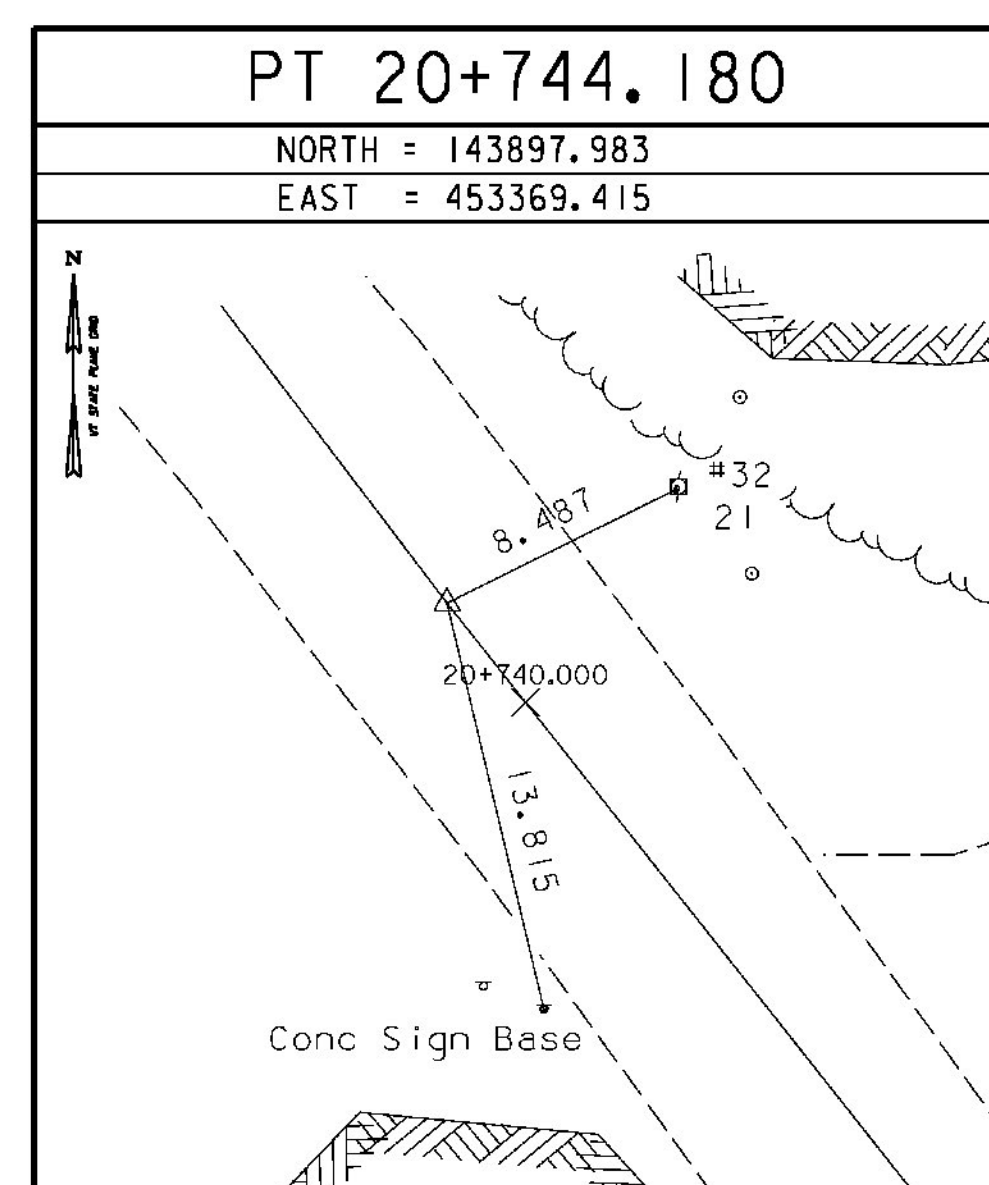 PT 20+744.180
NORTH = 143897.983
EAST = 453369.415
N
VT STATE PLANE GRID
#32
21
8.487
20+740.000
13.815
Conc Sign Base